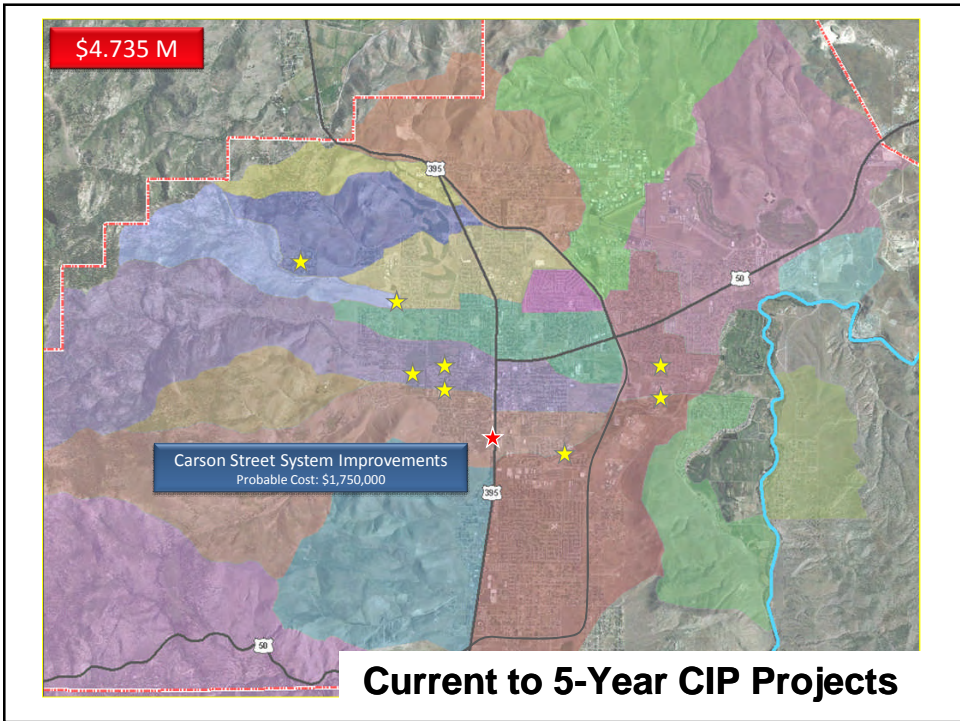 $4.735 M
395
50
Carson Street System Improvements
Probable Cost: $1,750,000
395
50
Current to 5-Year CIP Projects